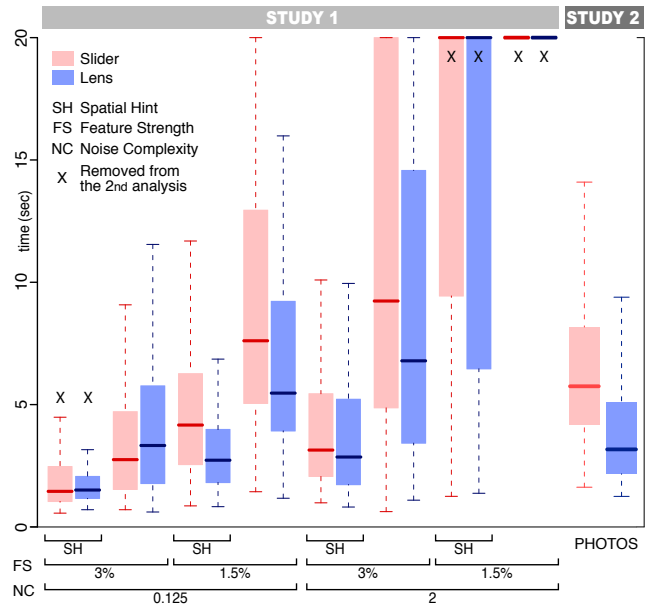 STUDY 1 STUDY 2
20
Slider
Lens
SH Spatial Hint
FS Feature Strength
NC Noise Complexity
X Removed from
the 2nd analysis
X X X X
15
time (sec)
10
5
X X
0
SH SH SH SH PHOTOS
FS 3% 1.5% 3% 1.5%
NC 0.125 2